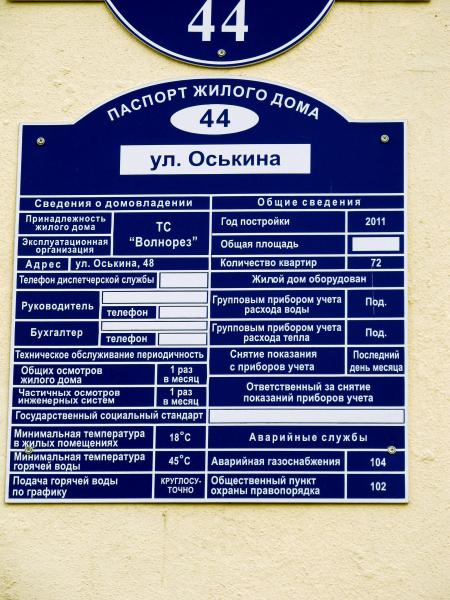 44
ПАСПОРТ ЖИЛОГО ДОМА
44
ул. Оськина
Сведения о домовладении
Принадлежность
жилого дома
Эксплуатационная
организация
ТС
"Волнорез"
Адрес ул. Оськина, 48
Телефон диспетчерской службы
Руководитель
телефон
Бухгалтер
телефон
Техническое обслуживание периодичность
Общих осмотров
жилого дома
1 раз
в месяц
Частичных осмотров
инженерных систем
1 раз
в месяц
Государственный социальный стандарт
Минимальная температура
в жилых помещениях
18°С
Минимальная температура
горячей воды
45°С
Подача горячей воды
по графику
КРУГЛОСУ-
ТОЧНО
Общие сведения
Год постройки 2011
Общая площадь
Количество квартир 72
Жилой дом оборудован
Групповым прибором учета
расхода воды
Под.
Групповым прибором учета
расхода тепла
Под.
Снятие показания
с приборов учета
Последний
день месяца
Ответственный за снятие
показаний приборов учета
Аварийные службы
Аварийная газоснабжения 104
Общественный пункт
охраны правопорядка
102